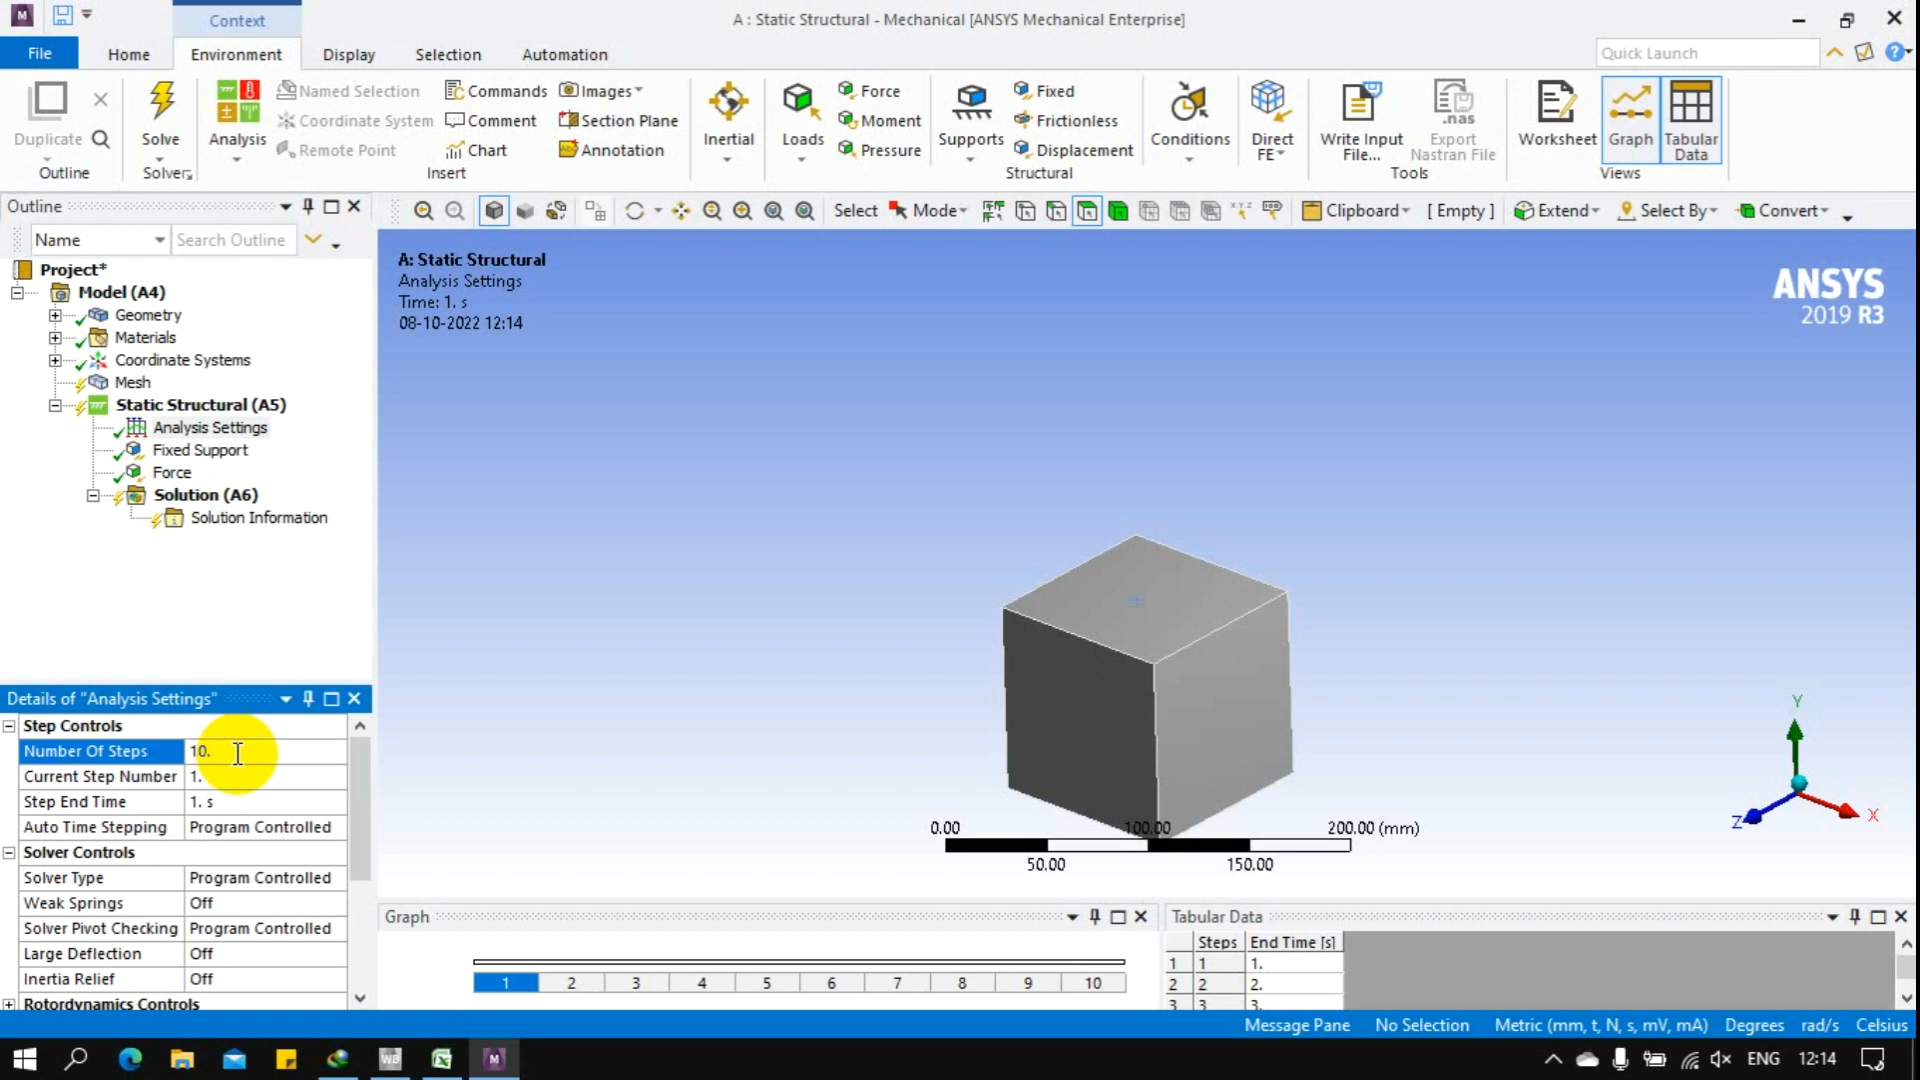 M
Context
A : Static Structural - Mechanical [ANSYS Mechanical Enterprise]
File
Home
Environment
Display
Selection
Automation
Quick Launch
Duplicate
Outline
Solve
Solver
Analysis
Named Selection
Coordinate System
Remote Point
Commands
Comment
Chart
Images
Section Plane
Annotation
Insert
Inertial
Loads
Force
Moment
Pressure
Supports
Fixed
Frictionless
Displacement
Structural
Conditions
Direct
FE
Write Input
File...
.nas
Export
Nastran File
Tools
Worksheet
Graph
Tabular
Data
Views
Outline
Select
Mode
Clipboard
[ Empty ]
Extend
Select By
Convert
Name
Search Outline
Project*
Model (A4)
Geometry
Materials
Coordinate Systems
Mesh
Static Structural (A5)
Analysis Settings
Fixed Support
Force
Solution (A6)
Solution Information
A: Static Structural
Analysis Settings
Time: 1. s
08-10-2022 12:14
ANSYS
2019 R3
Y
X
Z
0.00
100.00
200.00 (mm)
50.00
150.00
Details of "Analysis Settings"
Step Controls
Number Of Steps 10.
Current Step Number 1.
Step End Time 1. s
Auto Time Stepping Program Controlled
Solver Controls
Solver Type Program Controlled
Weak Springs Off
Solver Pivot Checking Program Controlled
Large Deflection Off
Inertia Relief Off
Rotordynamics Controls
Graph
1 2 3 4 5 6 7 8 9 10
Tabular Data
Steps End Time [s]
1 1 1.
2 2 2.
3 3 3.
Message Pane
No Selection
Metric (mm, t, N, s, mV, mA)
Degrees
rad/s
Celsius
WB
M
ENG
12:14